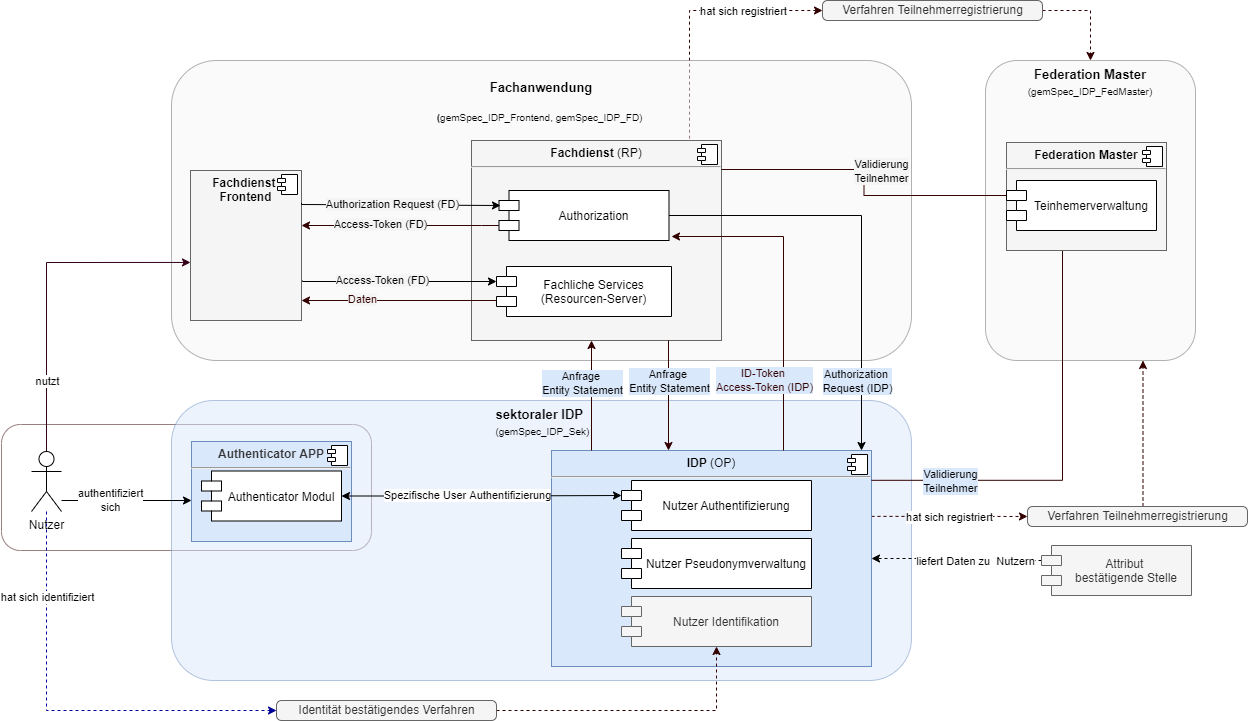 hat sich registriert
Verfahren Teilnehmerregistrierung
Fachanwendung
(gemSpec_IDP_Frontend, gemSpec_IDP_FD)
Federation Master
(gemSpec_IDP_FedMaster)
Fachdienst (RP)
Federation Master
Validierung
Teilnehmer
Fachdienst
Frontend
Authorization Request (FD)
Access-Token (FD)
Authorization
Teinhemerverwaltung
Access-Token (FD)
Daten
Fachliche Services
(Resourcen-Server)
nutzt
Anfrage
Entity Statement
Anfrage
Entity Statement
ID-Token
Access-Token (IDP)
Authorization
Request (IDP)
sektoraler IDP
(gemSpec_IDP_Sek)
Authenticator APP
IDP (OP)
Validierung
Teilnehmer
Nutzer
authentifiziert
sich
Authenticator Modul
Spezifische User Authentifizierung
Nutzer Authentifizierung
hat sich registriert
Verfahren Teilnehmerregistrierung
Nutzer Pseudonymverwaltung
liefert Daten zu Nutzern
Attribut
bestätigende Stelle
hat sich identifiziert
Nutzer Identifikation
Identität bestätigendes Verfahren